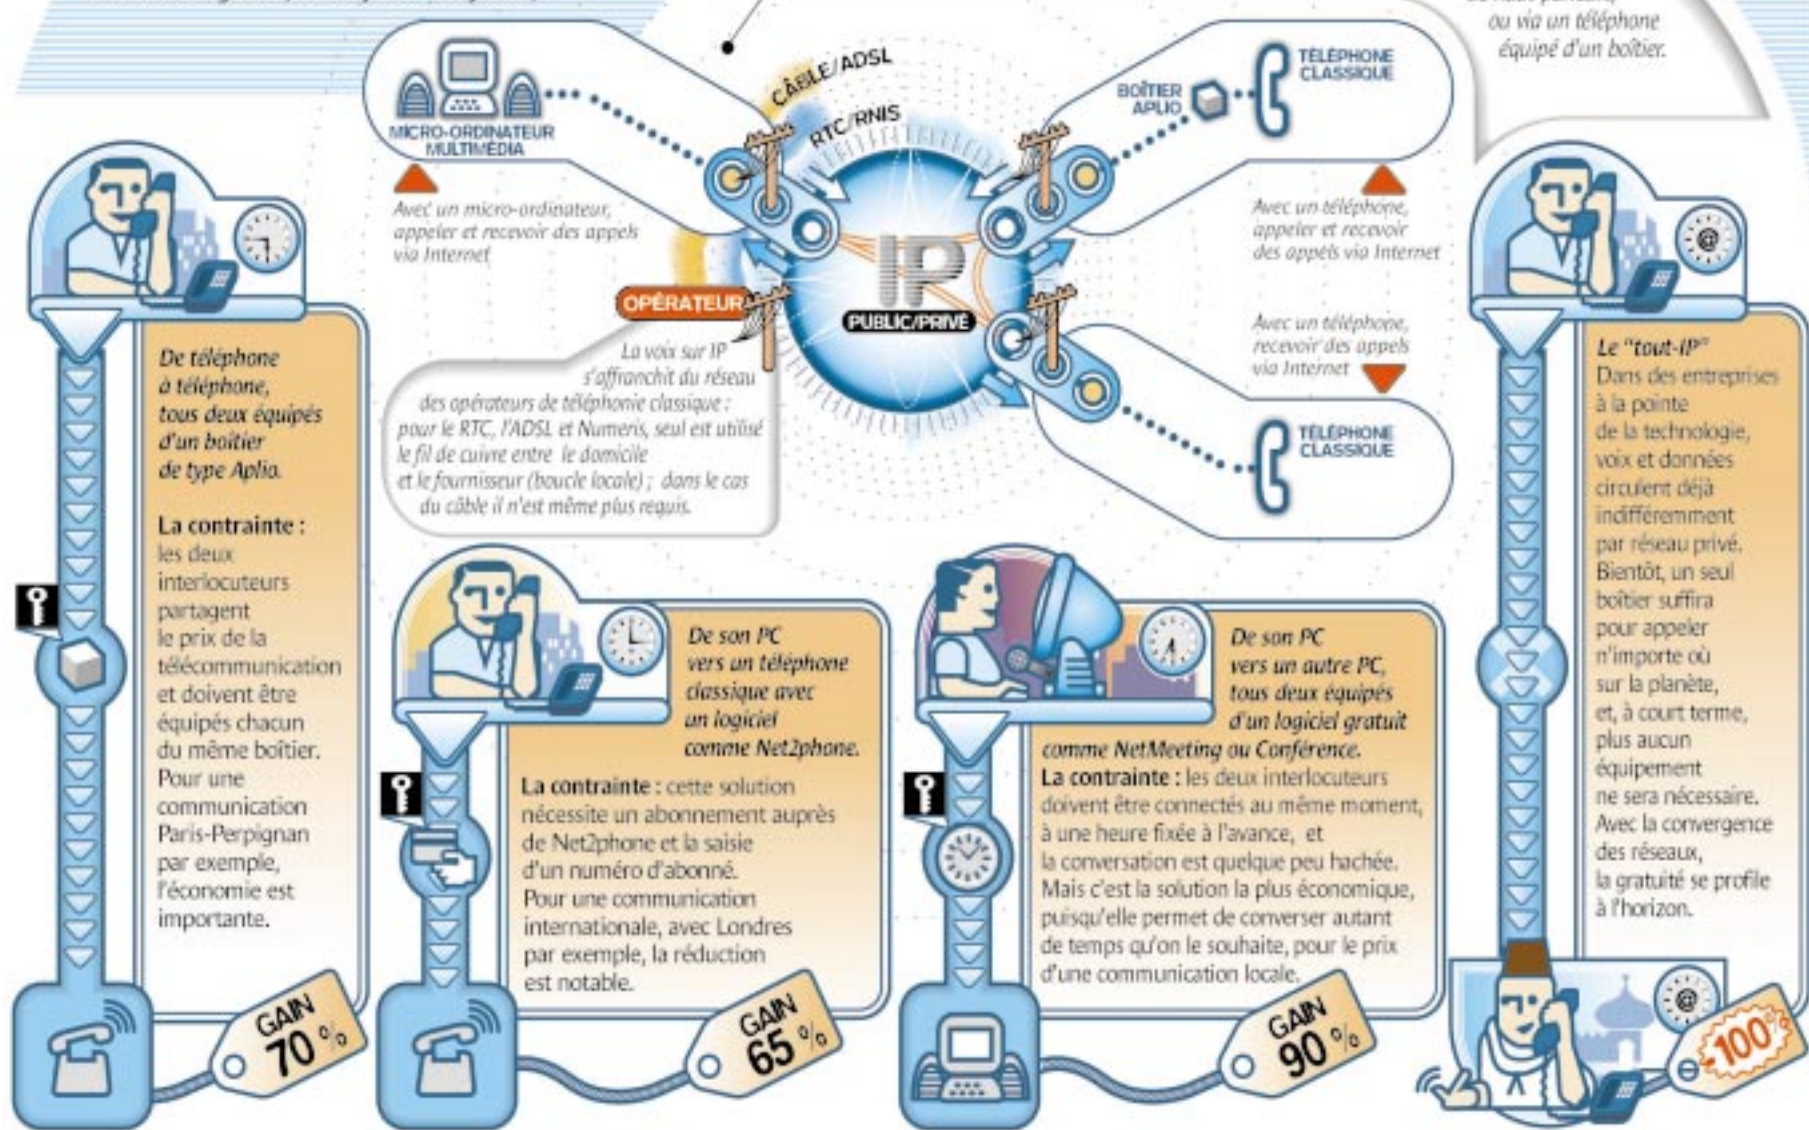 ou via un téléphone
équipé d'un boîtier.
CÂBLE/ADSL
RTC/RNIS
MICRO-ORDINATEUR
MULTIMÉDIA
BOÎTIER
APLIO
TÉLÉPHONE
CLASSIQUE
Avec un micro-ordinateur,
appeler et recevoir des appels
via Internet
Avec un téléphone,
appeler et recevoir
des appels via Internet
OPÉRATEUR
IP
PUBLIC/PRIVÉ
Avec un téléphone,
recevoir des appels
via Internet
TÉLÉPHONE
CLASSIQUE
La voix sur IP
s'affranchit du réseau
des opérateurs de téléphonie classique :
pour le RTC, l'ADSL et Numeris, seul est utilisé
le fil de cuivre entre le domicile
et le fournisseur (boucle locale) ; dans le cas
du câble il n'est même plus requis.
De téléphone
à téléphone,
tous deux équipés
d'un boîtier
de type Aplio.
La contrainte :
les deux
interlocuteurs
partagent
le prix de la
télécommunication
et doivent être
équipés chacun
du même boîtier.
Pour une
communication
Paris-Perpignan
par exemple,
l'économie est
importante.
GAIN
70 %
De son PC
vers un téléphone
classique avec
un logiciel
comme Net2phone.
La contrainte : cette solution
nécessite un abonnement auprès
de Net2phone et la saisie
d'un numéro d'abonné.
Pour une communication
internationale, avec Londres
par exemple, la réduction
est notable.
GAIN
65 %
De son PC
vers un autre PC,
tous deux équipés
d'un logiciel gratuit
comme NetMeeting ou Conférence.
La contrainte : les deux interlocuteurs
doivent être connectés au même moment,
à une heure fixée à l'avance, et
la conversation est quelque peu hachée.
Mais c'est la solution la plus économique,
puisqu'elle permet de converser autant
de temps qu'on le souhaite, pour le prix
d'une communication locale.
GAIN
90 %
Le "tout-IP"
Dans des entreprises
à la pointe
de la technologie,
voix et données
circulent déjà
indifféremment
par réseau privé.
Bientôt, un seul
boîtier suffira
pour appeler
n'importe où
sur la planète,
et, à court terme,
plus aucun
équipement
ne sera nécessaire.
Avec la convergence
des réseaux,
la gratuité se profile
à l'horizon.
@
@
-100%